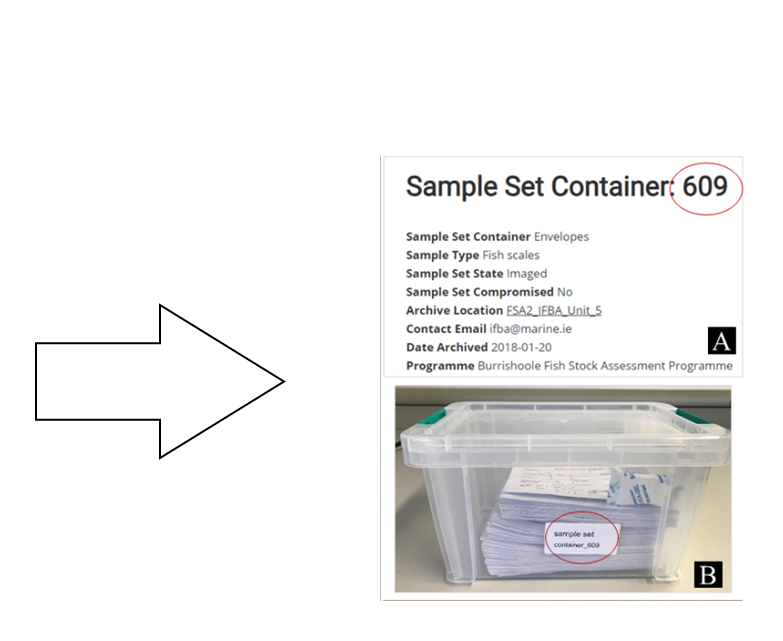 Sample Set Container: 609
Sample Set Container Envelopes
Sample Type Fish scales
Sample Set State Imaged
Sample Set Compromised No
Archive Location FSA2_IFBA_Unit_5
Contact Email ifba@marine.ie
Date Archived 2018-01-20
Programme Burrishoole Fish Stock Assessment Programme
A
sample set
container_609
B